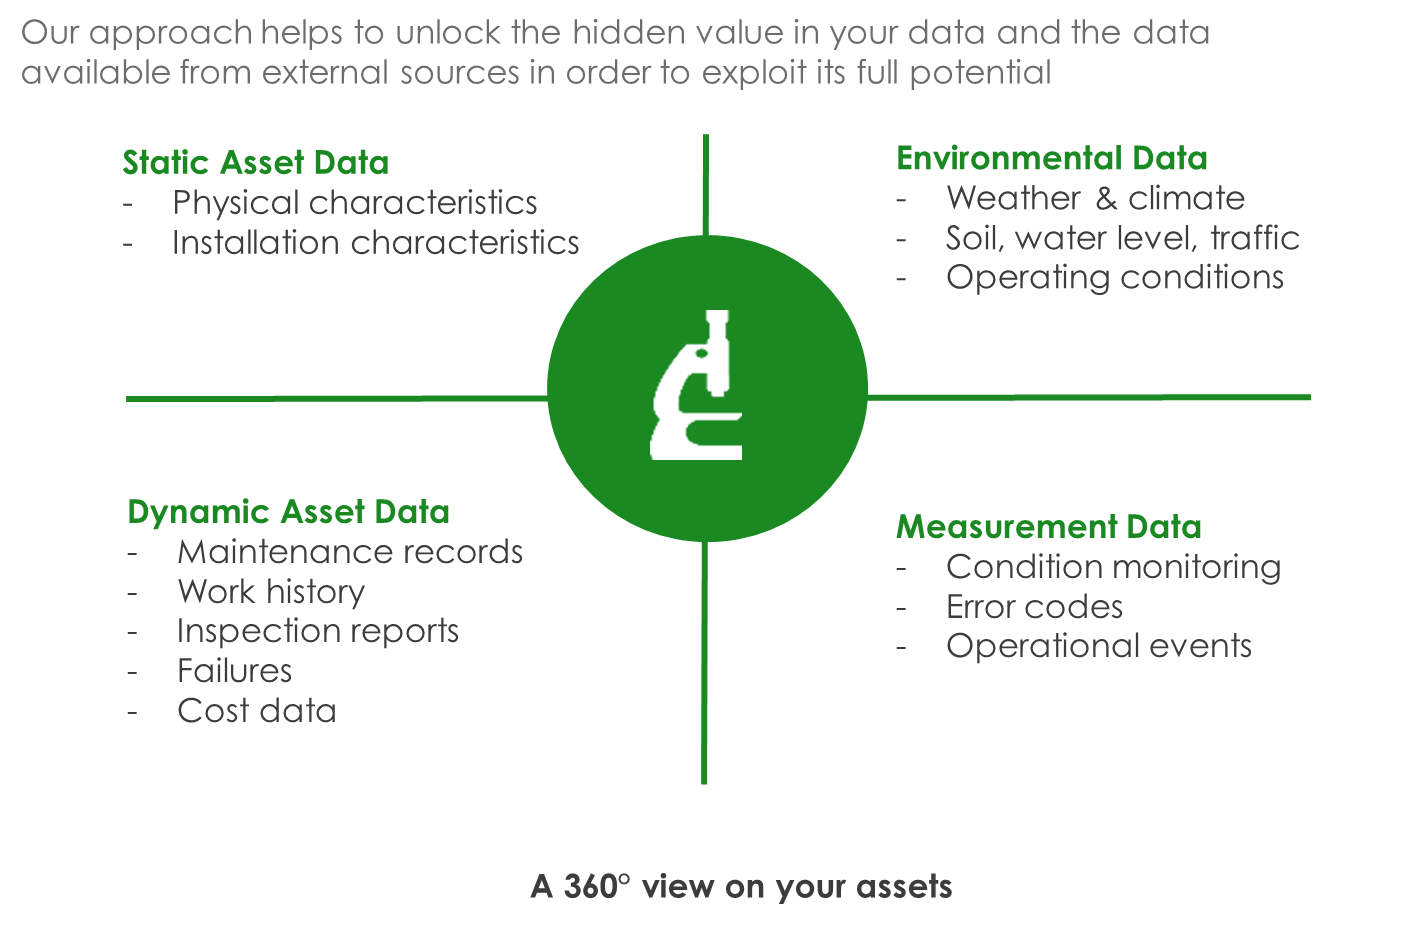 Our approach helps to unlock the hidden value in your data and the data
available from external sources in order to exploit its full potential
Static Asset Data
- Physical characteristics
- Installation characteristics
Environmental Data
- Weather & climate
- Soil, water level, traffic
- Operating conditions
Dynamic Asset Data
- Maintenance records
- Work history
- Inspection reports
- Failures
- Cost data
Measurement Data
- Condition monitoring
- Error codes
- Operational events
A 360° view on your assets